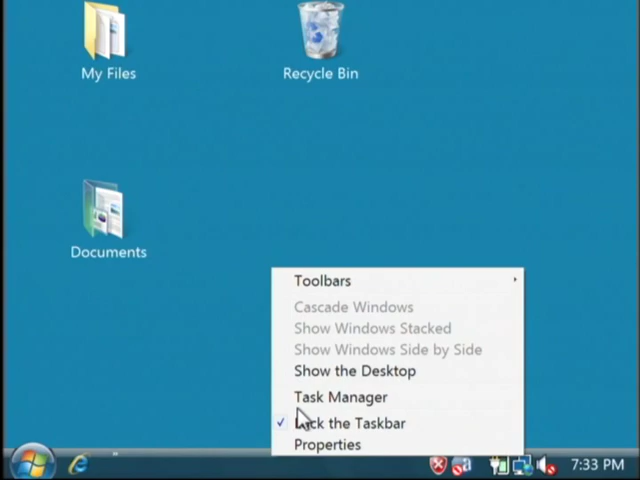 My Files
Recycle Bin
Documents
Toolbars
Cascade Windows
Show Windows Stacked
Show Windows Side by Side
Show the Desktop
Task Manager
Lock the Taskbar
Properties
7:33 PM